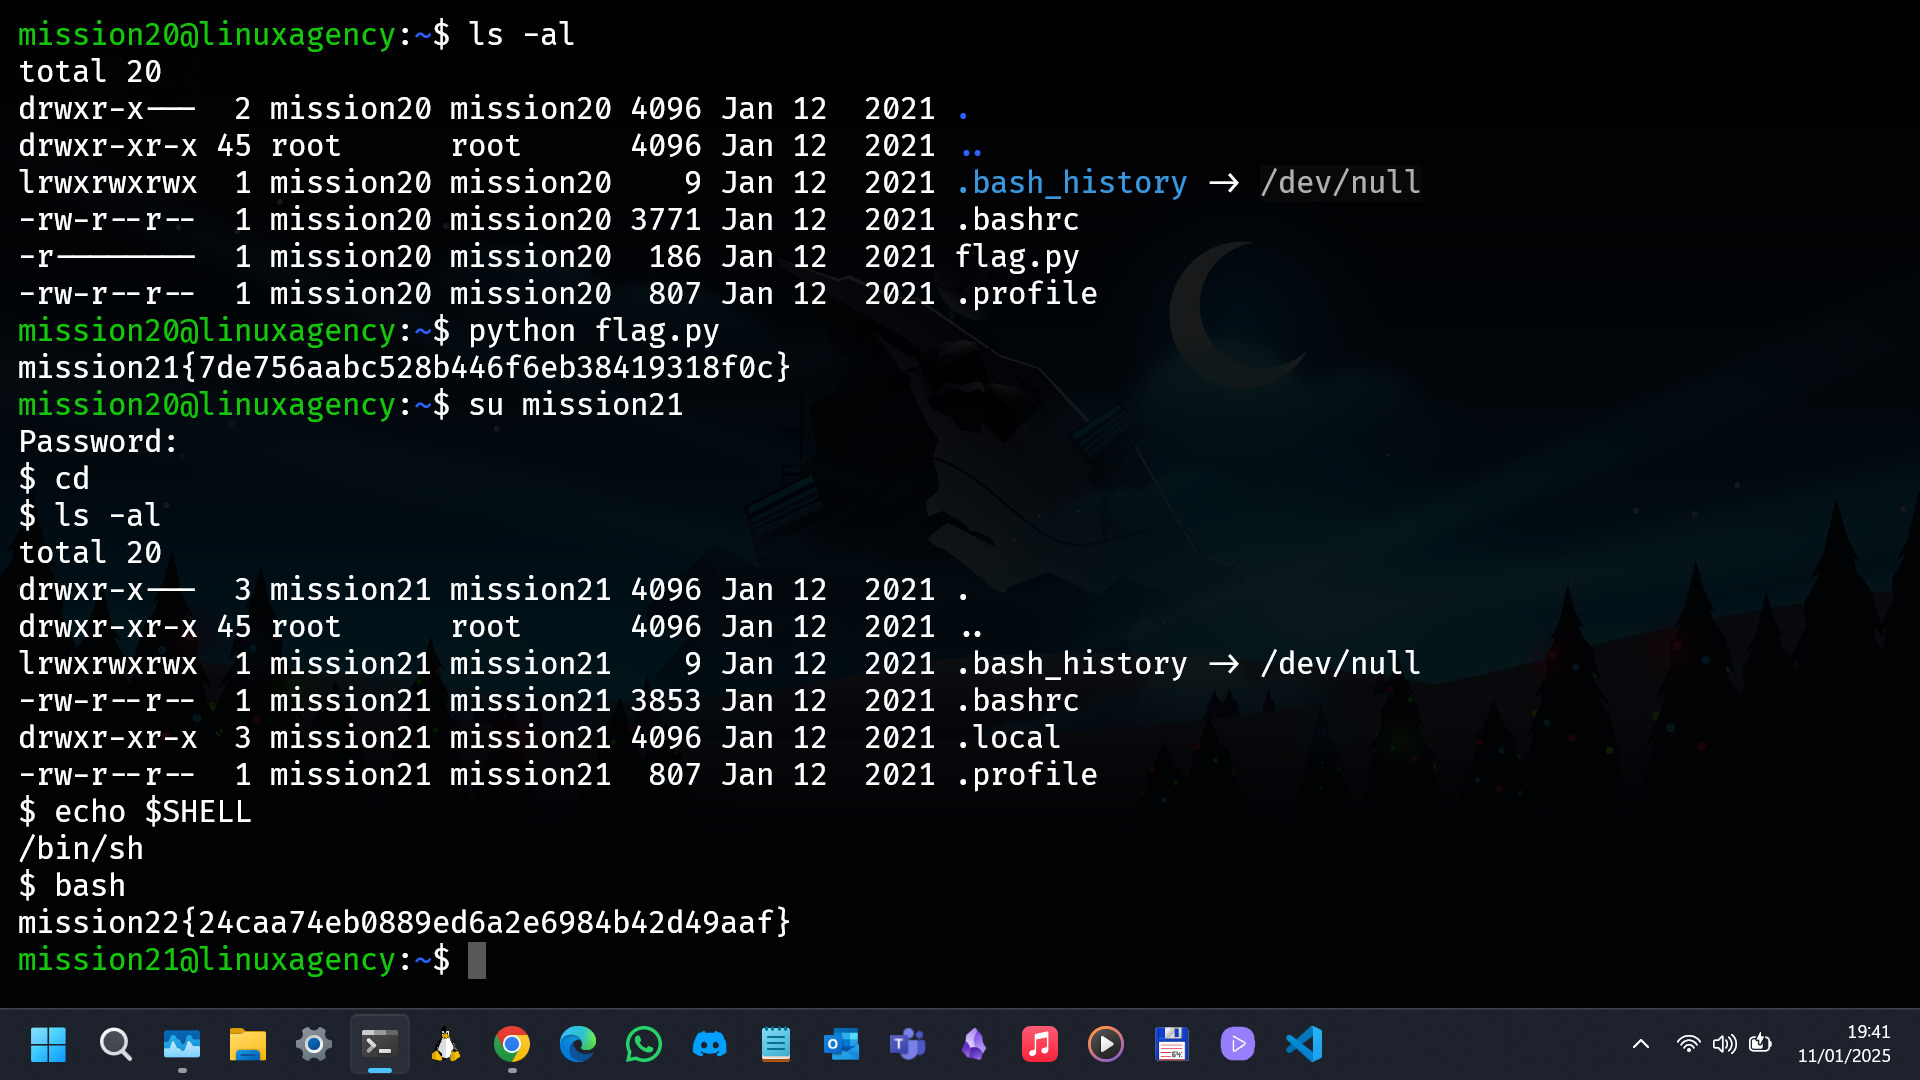 mission20@linuxagency:~$ ls -al
total 20
drwxr-x---  2 mission20 mission20 4096 Jan 12  2021 .
drwxr-xr-x 45 root      root      4096 Jan 12  2021 ..
lrwxrwxrwx  1 mission20 mission20    9 Jan 12  2021 .bash_history -> /dev/null
-rw-r--r--  1 mission20 mission20 3771 Jan 12  2021 .bashrc
-r--------  1 mission20 mission20  186 Jan 12  2021 flag.py
-rw-r--r--  1 mission20 mission20  807 Jan 12  2021 .profile
mission20@linuxagency:~$ python flag.py
mission21{7de756aabc528b446f6eb38419318f0c}
mission20@linuxagency:~$ su mission21
Password:
$ cd
$ ls -al
total 20
drwxr-x---  3 mission21 mission21 4096 Jan 12  2021 .
drwxr-xr-x 45 root      root      4096 Jan 12  2021 ..
lrwxrwxrwx  1 mission21 mission21    9 Jan 12  2021 .bash_history -> /dev/null
-rw-r--r--  1 mission21 mission21 3853 Jan 12  2021 .bashrc
drwxr-xr-x  3 mission21 mission21 4096 Jan 12  2021 .local
-rw-r--r--  1 mission21 mission21  807 Jan 12  2021 .profile
$ echo $SHELL
/bin/sh
$ bash
mission22{24caa74eb0889ed6a2e6984b42d49aaf}
mission21@linuxagency:~$
19:41
11/01/2025